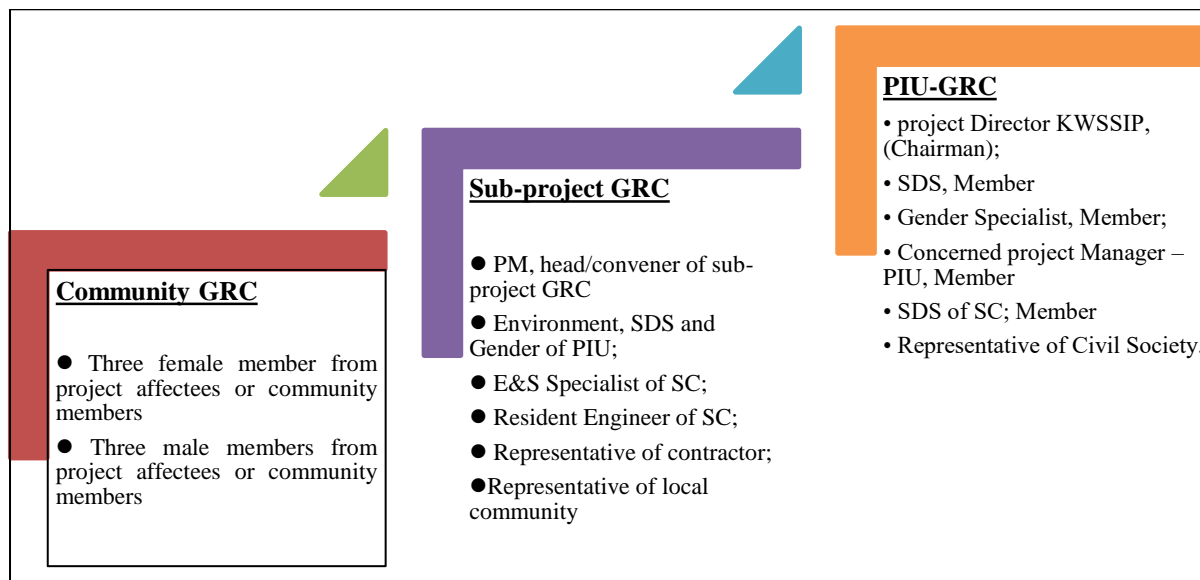 Community GRC
● Three female member from
project affectees or community
members
● Three male members from
project affectees or community
members
Sub-project GRC
● PM, head/convener of sub-
project GRC
● Environment, SDS and
Gender of PIU;
● E&S Specialist of SC;
● Resident Engineer of SC;
● Representative of contractor;
●Representative of local
community
PIU-GRC
• project Director KWSSIP,
(Chairman);
• SDS, Member
• Gender Specialist, Member;
• Concerned project Manager –
PIU, Member
• SDS of SC; Member
• Representative of Civil Society.